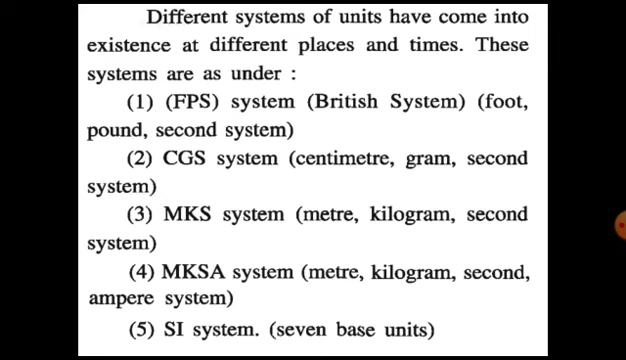 Different systems of units have come into
existence at different places and times. These
systems are as under :
(1) (FPS) system (British System) (foot,
pound, second system)
(2) CGS system (centimetre, gram, second
system)
(3) MKS system (metre, kilogram, second
system)
(4) MKSA system (metre, kilogram, second,
ampere system)
(5) SI system. (seven base units)